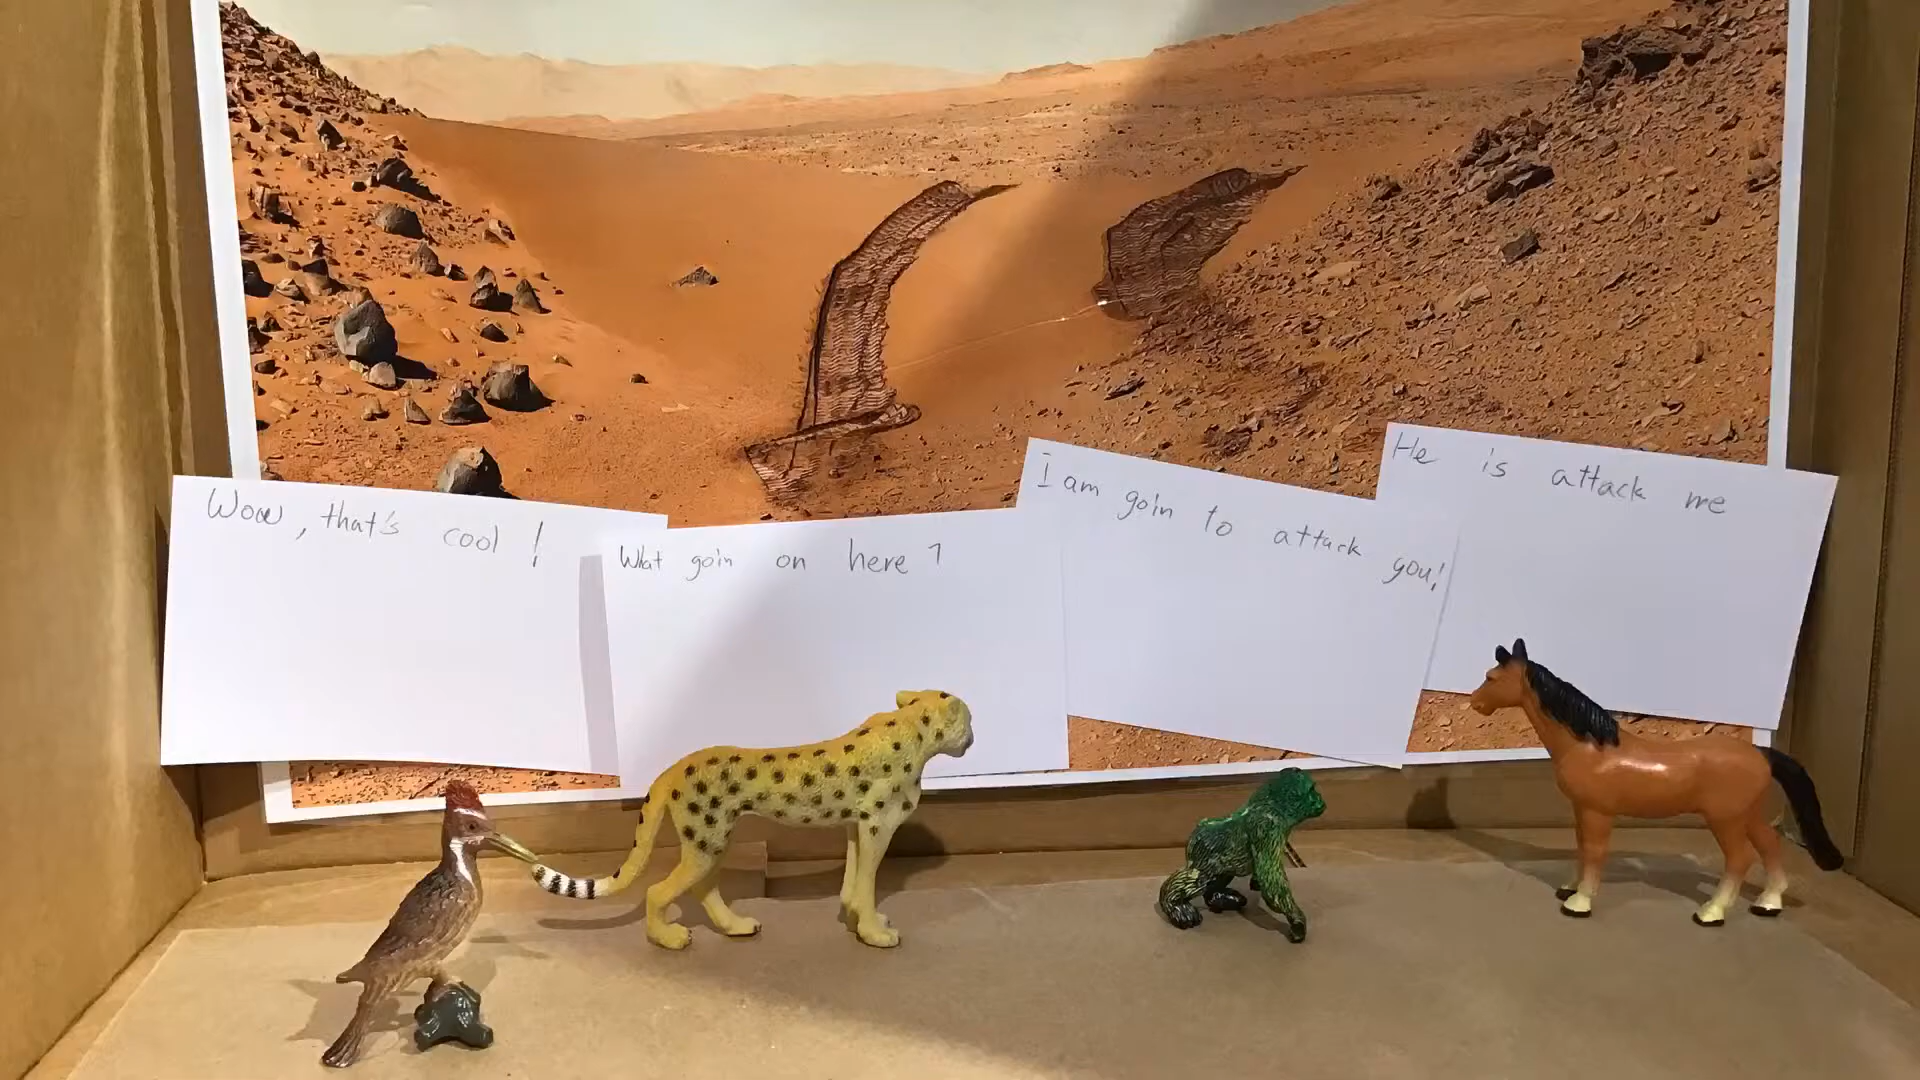 Wow, that's cool !
What goin on here ?
I am goin to attack you!
He is attack me